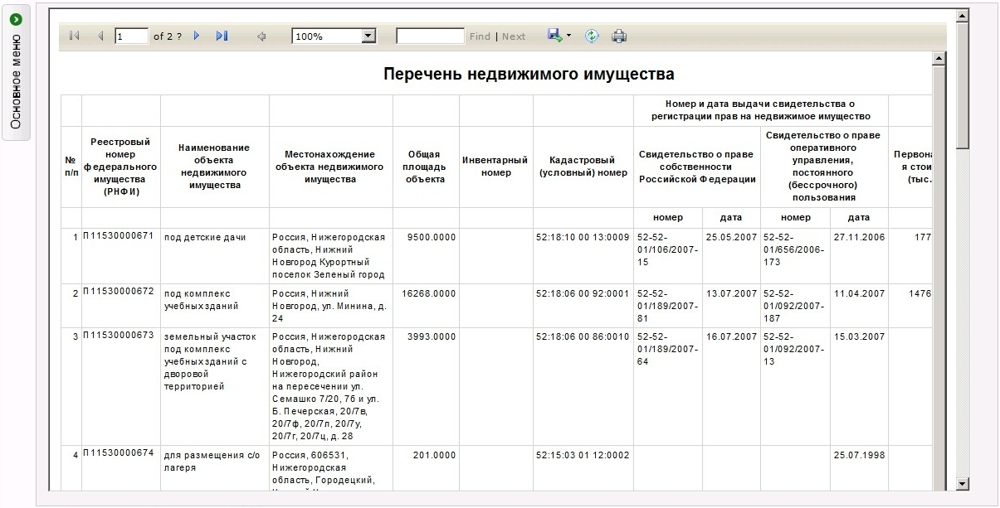 Основное меню
1 of 2 ? 100% Find | Next
Перечень недвижимого имущества
Номер и дата выдачи свидетельства о
регистрации прав на недвижимое имущество
№
п/п
Реестровый
номер
федерального
имущества
(РНФИ)
Наименование
объекта
недвижимого
имущества
Местонахождение
объекта недвижимого
имущества
Общая
площадь
объекта
Инвентарный
номер
Кадастровый
(условный) номер
Свидетельство о праве
собственности
Российской Федерации
Свидетельство о праве
оперативного
управления,
постоянного
(бессрочного)
пользования
Первона
я стои
(тыс.
номер дата номер дата
1 П11530000671 под детские дачи Россия, Нижегородская 9500.0000 52:18:10 00 13:0009 52-52- 25.05.2007 52-52- 27.11.2006 177
область, Нижний 01/106/2007- 01/656/2006-
Новгород Курортный 15 173
поселок Зеленый город
2 П11530000672 под комплекс Россия, Нижний 16268.0000 52:18:06 00 92:0001 52-52- 13.07.2007 52-52- 11.04.2007 1476
учебных зданий Новгород, ул. Минина, д. 01/189/2007- 01/092/2007-
24 81 187
3 П11530000673 земельный участок Россия, Нижегородская 3993.0000 52:18:06 00 86:0010 52-52- 16.07.2007 52-52- 15.03.2007
под комплекс область, Нижний 01/189/2007- 01/092/2007-
учебных зданий с Новгород, 64 13
дворовой Нижегородский район
территорией на пересечении ул.
Семашко 7/20, 7б и ул.
Б. Печерская, 20/7в,
20/7ф, 20/7л, 20/7у,
20/7г, 20/7ц, д. 28
4 П11530000674 для размещения с/о Россия, 606531, 201.0000 52:15:03 01 12:0002 25.07.1998
лагеря Нижегородская
область, Городецкий,